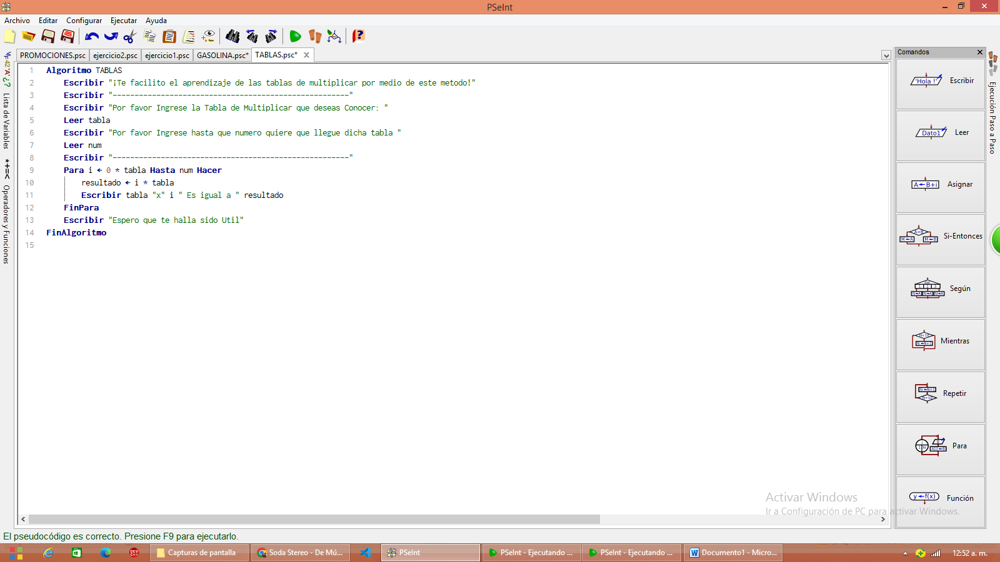 PSeInt
Archivo Editar Configurar Ejecutar Ayuda
PROMOCIONES.psc ejercicio2.psc ejercicio1.psc GASOLINA.psc* TABLAS.psc*
1 Algoritmo TABLAS
2 Escribir "¡Te facilito el aprendizaje de las tablas de multiplicar por medio de este metodo!"
3 Escribir "------------------------------------------------------"
4 Escribir "Por favor Ingrese la Tabla de Multiplicar que deseas Conocer: "
5 Leer tabla
6 Escribir "Por favor Ingrese hasta que numero quiere que llegue dicha tabla "
7 Leer num
8 Escribir "------------------------------------------------------"
9 Para i ← 0 * tabla Hasta num Hacer
10 resultado ← i * tabla
11 Escribir tabla "x" i " Es igual a " resultado
12 FinPara
13 Escribir "Espero que te halla sido Util"
14 FinAlgoritmo
15
Lista de Variables
*+=< Operadores y Funciones
Comandos
'Hola !' Escribir
Dato1 Leer
A←B+i Asignar
A>B M←A M←B Si-Entonces
Según
Mientras
Repetir
Para
y←f(x) Función
Ejecución Paso a Paso
Activar Windows
Ir a Configuración de PC para activar Windows.
El pseudocódigo es correcto. Presione F9 para ejecutarlo.
Capturas de pantalla
Soda Stereo - De Mú...
PSeInt
PSeInt - Ejecutando ...
PSeInt - Ejecutando ...
Documento1 - Micro...
12:52 a. m.